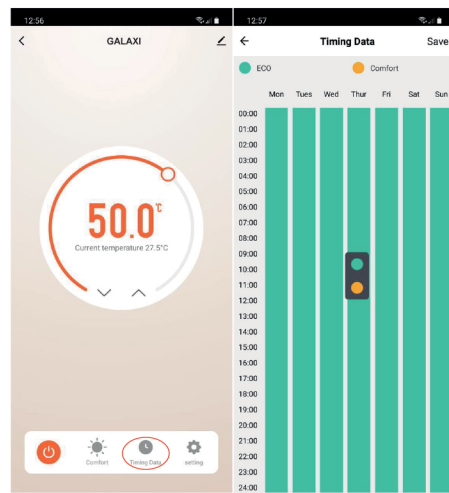 12:56
GALAXI
50.0°C
Current temperature 27.5°C
Comfort
Timing Data
setting
12:57
Timing Data
Save
ECO
Comfort
Mon Tues Wed Thur Fri Sat Sun
00:00
01:00
02:00
03:00
04:00
05:00
06:00
07:00
08:00
09:00
10:00
11:00
12:00
13:00
14:00
15:00
16:00
17:00
18:00
19:00
20:00
21:00
22:00
23:00
24:00